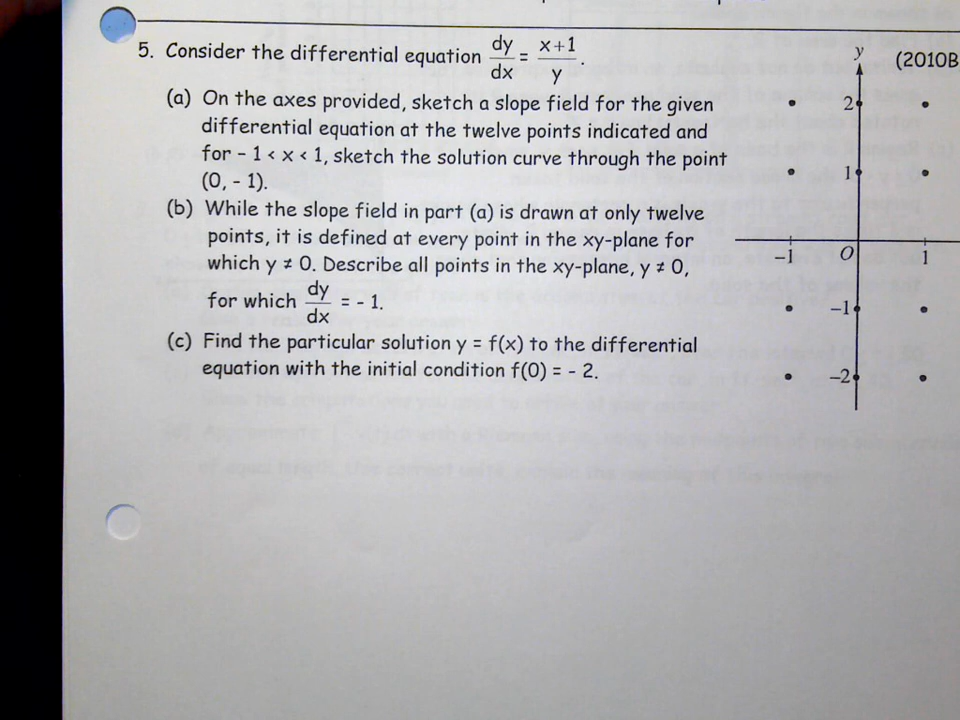 5. Consider the differential equation dy/dx = x+1/y.
(2010B
(a) On the axes provided, sketch a slope field for the given
differential equation at the twelve points indicated and
for - 1 < x < 1, sketch the solution curve through the point
(0, - 1).
(b) While the slope field in part (a) is drawn at only twelve
points, it is defined at every point in the xy-plane for
which y ≠ 0. Describe all points in the xy-plane, y ≠ 0,
for which dy/dx = - 1.
(c) Find the particular solution y = f(x) to the differential
equation with the initial condition f(0) = - 2.
y
2
1
-1 O 1
-1
-2